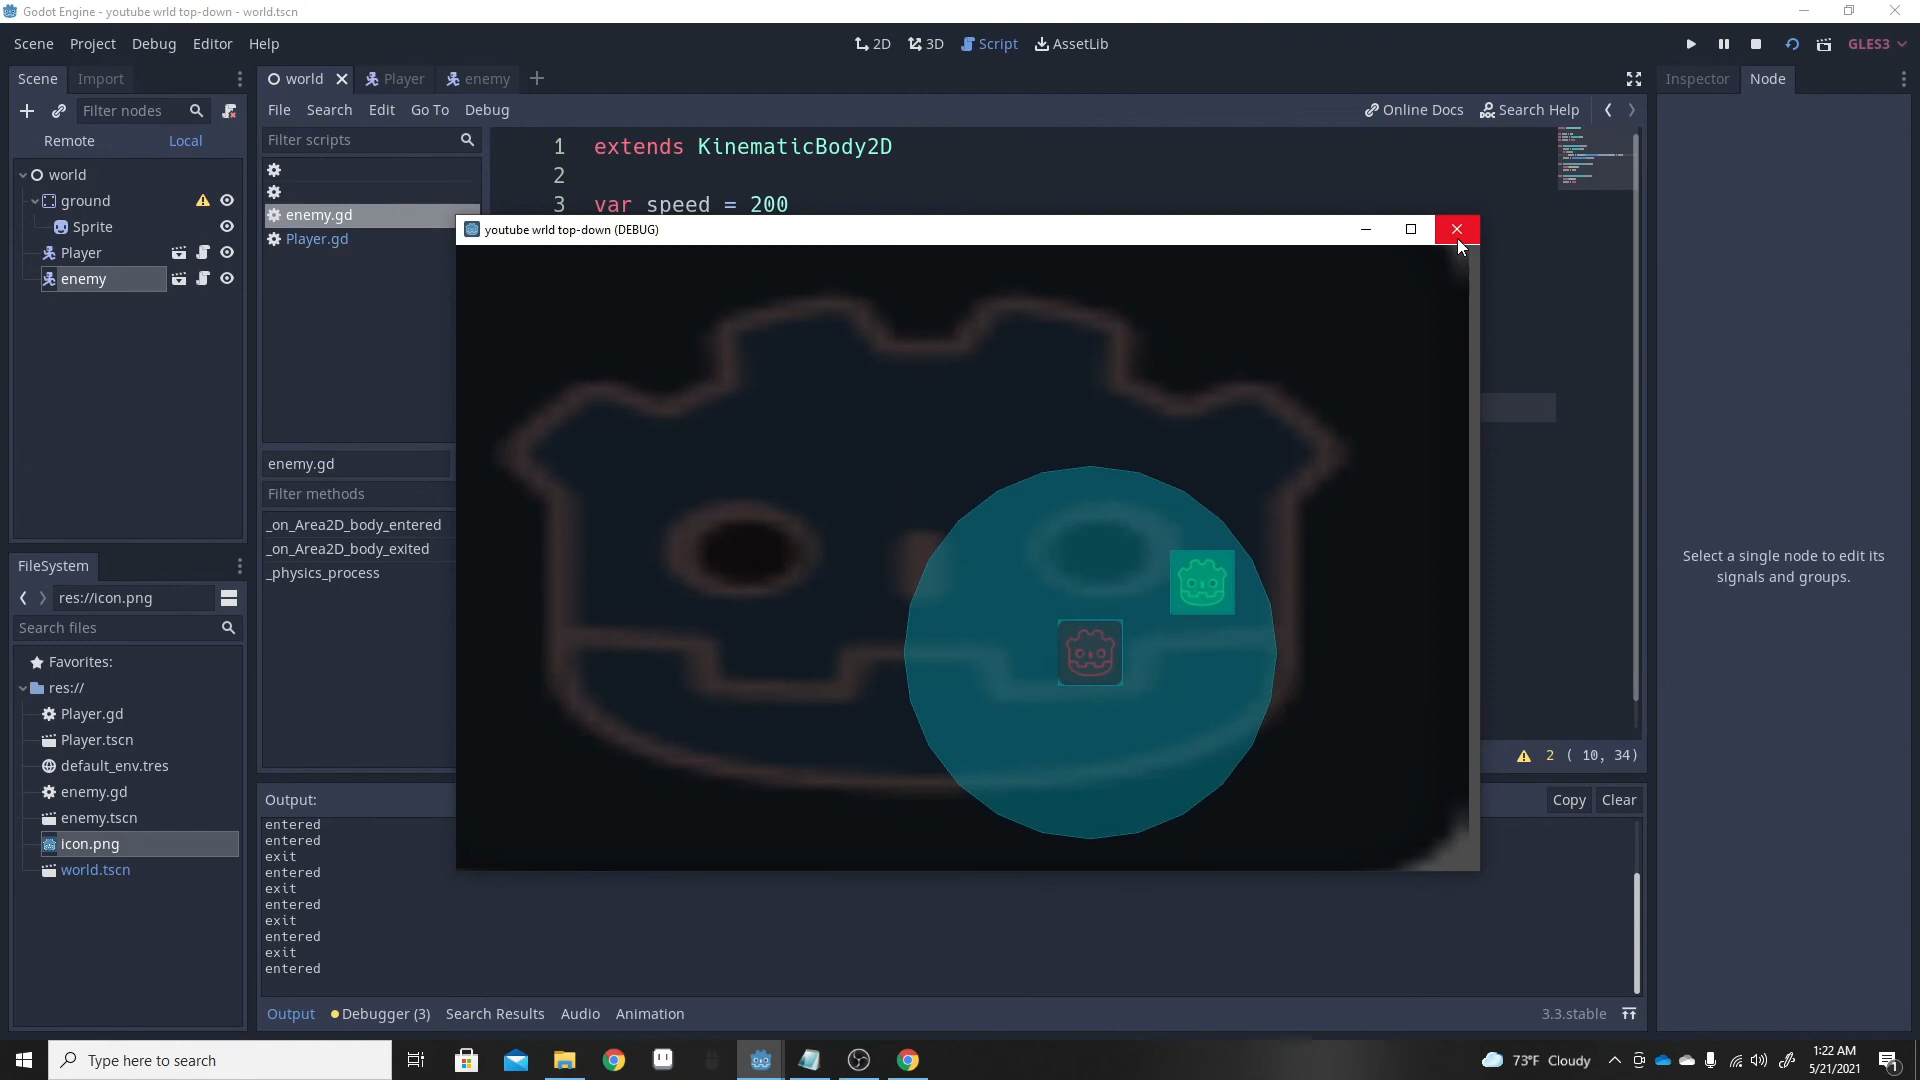 Godot Engine - youtube wrld top-down - world.tscn
Scene Project Debug Editor Help
2D 3D Script AssetLib
GLES3
Scene Import
world Player enemy
Inspector Node
Filter nodes
File Search Edit Go To Debug
Online Docs Search Help
Remote Local
Filter scripts
world
ground
Sprite
Player
enemy
enemy.gd
Player.gd
1 extends KinematicBody2D
2
3 var speed = 200
youtube wrld top-down (DEBUG)
enemy.gd
Filter methods
_on_Area2D_body_entered
_on_Area2D_body_exited
_physics_process
Select a single node to edit its
signals and groups.
FileSystem
res://icon.png
Search files
Favorites:
res://
Player.gd
Player.tscn
default_env.tres
enemy.gd
enemy.tscn
icon.png
world.tscn
2 ( 10, 34)
Output:
Copy Clear
entered
entered
exit
entered
exit
entered
exit
entered
exit
entered
Output Debugger (3) Search Results Audio Animation
3.3.stable
Type here to search
73°F Cloudy
1:22 AM
5/21/2021
1